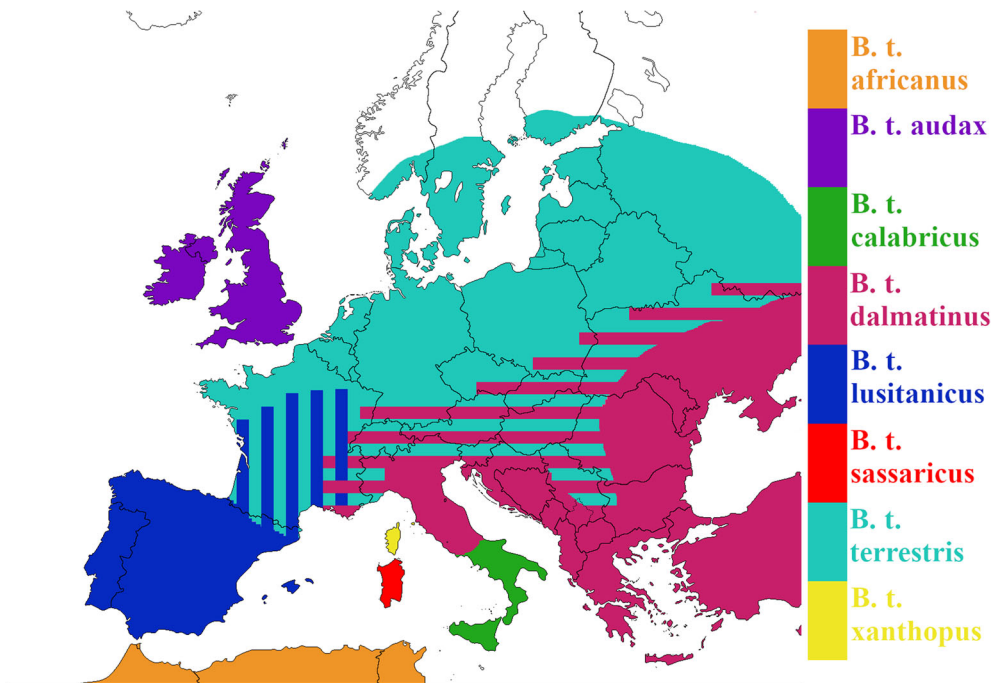 B. t.
africanus
B. t. audax
B. t.
calabricus
B. t.
dalmatinus
B. t.
lusitanicus
B. t.
sassaricus
B. t.
terrestris
B. t.
xanthopus